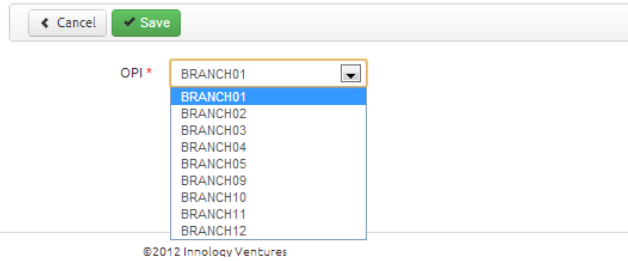 Cancel Save
OPI * BRANCH01
BRANCH01
BRANCH02
BRANCH03
BRANCH04
BRANCH05
BRANCH09
BRANCH10
BRANCH11
BRANCH12
©2012 Innology Ventures